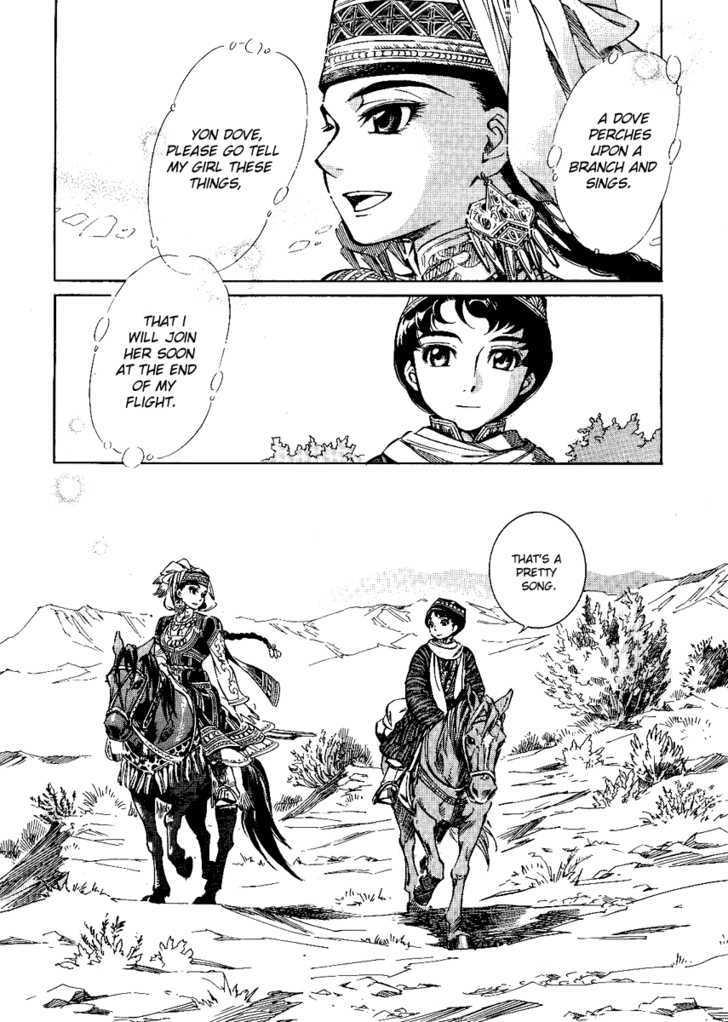 A DOVE
PERCHES
UPON A
BRANCH AND
SINGS.
YON DOVE,
PLEASE GO TELL
MY GIRL THESE
THINGS,
THAT I
WILL JOIN
HER SOON
AT THE END
OF MY
FLIGHT.
THAT'S A
PRETTY
SONG.